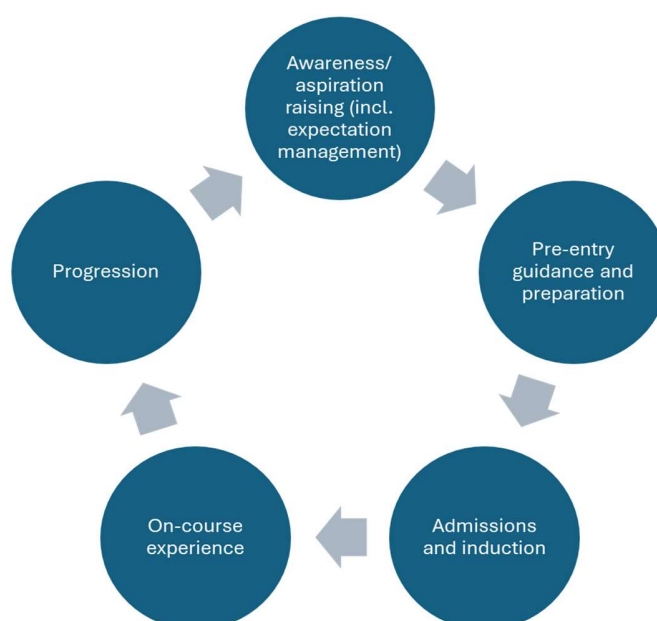 Awareness/
aspiration
raising (incl.
expectation
management)
Pre-entry
guidance and
preparation
Admissions
and induction
On-course
experience
Progression